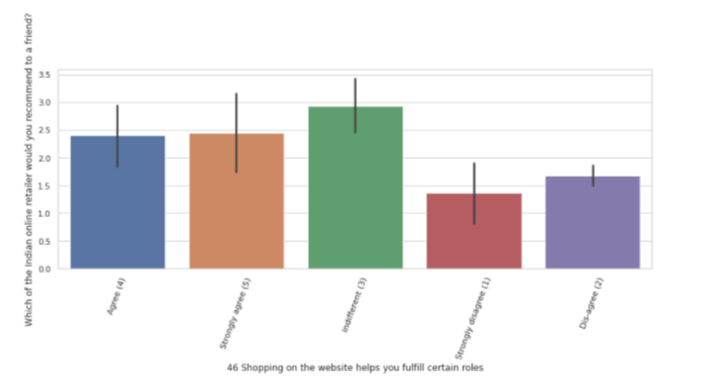 Which of the Indian online retailer would you recommend to a friend?
3.5
3.0
2.5
2.0
1.5
1.0
0.5
0.0
Agree (4)
Strongly agree (5)
indifferent (3)
Strongly disagree (1)
Dis-agree (2)
46 Shopping on the website helps you fulfill certain roles